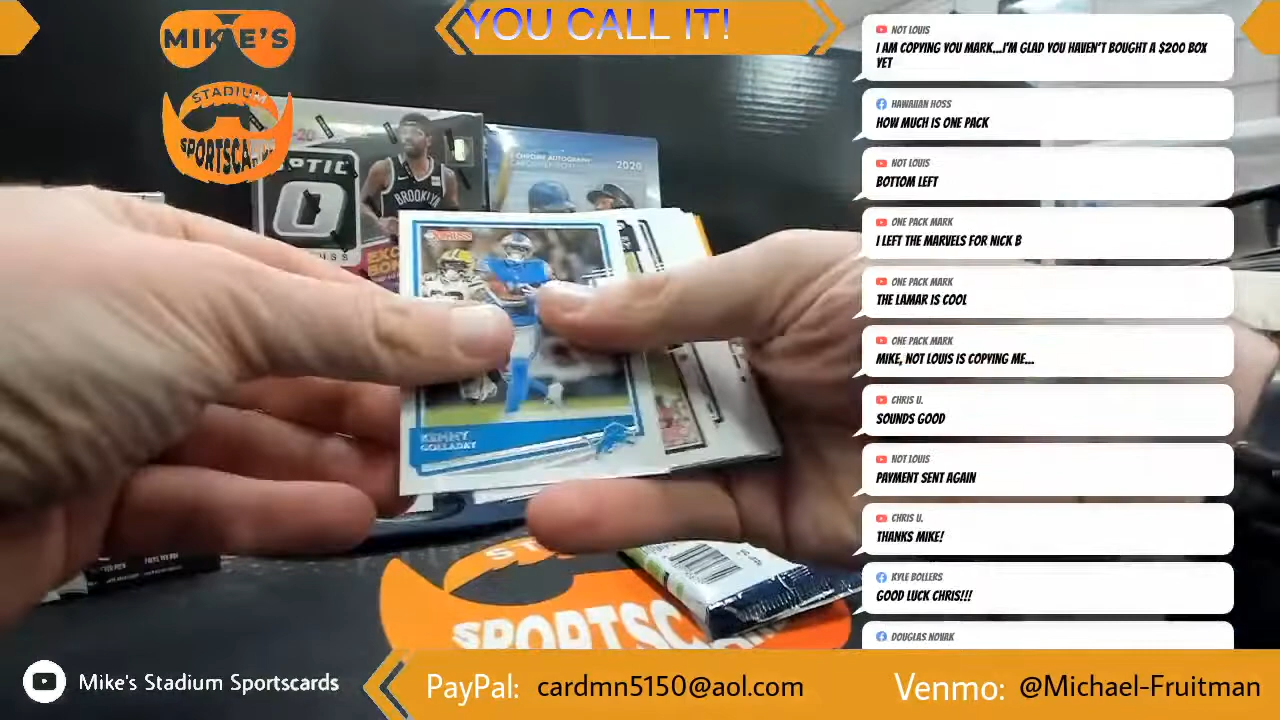 MIKE'S
STADIUM
SPORTSCA
YOU CALL IT!
OPTIC
BROOKLYN
CHROME AUTOGRAPH
2020
KENNY
GOLLADAY
SPORTSC
NOT LOUIS
I AM COPYING YOU MARK...I'M GLAD YOU HAVEN'T BOUGHT A $200 BOX
YET
HAWAIIAN HOSS
HOW MUCH IS ONE PACK
NOT LOUIS
BOTTOM LEFT
ONE PACK MARK
I LEFT THE MARVELS FOR NICK B
ONE PACK MARK
THE LAMAR IS COOL
ONE PACK MARK
MIKE, NOT LOUIS IS COPYING ME...
CHRIS U.
SOUNDS GOOD
NOT LOUIS
PAYMENT SENT AGAIN
CHRIS U.
THANKS MIKE!
KYLE BOLLERS
GOOD LUCK CHRIS!!!
DOUGLAS NOVAK
Mike's Stadium Sportscards
PayPal: cardmn5150@aol.com
Venmo: @Michael-Fruitman